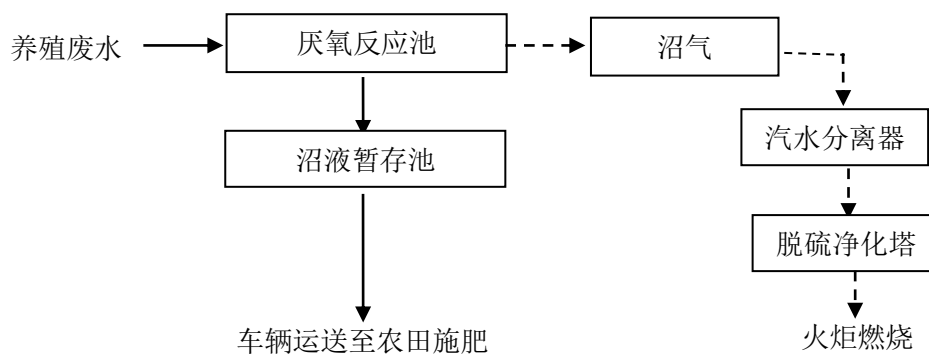 养殖废水
厌氧反应池
沼气
汽水分离器
沼液暂存池
脱硫净化塔
车辆运送至农田施肥
火炬燃烧